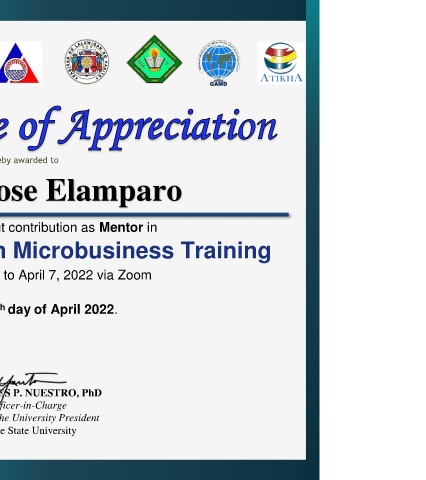 GAMD
ATIKHA
e of Appreciation
eby awarded to
ose Elamparo
t contribution as Mentor in
n Microbusiness Training
to April 7, 2022 via Zoom
h day of April 2022.
S P. NUESTRO, PhD
ficer-in-Charge
he University President
e State University